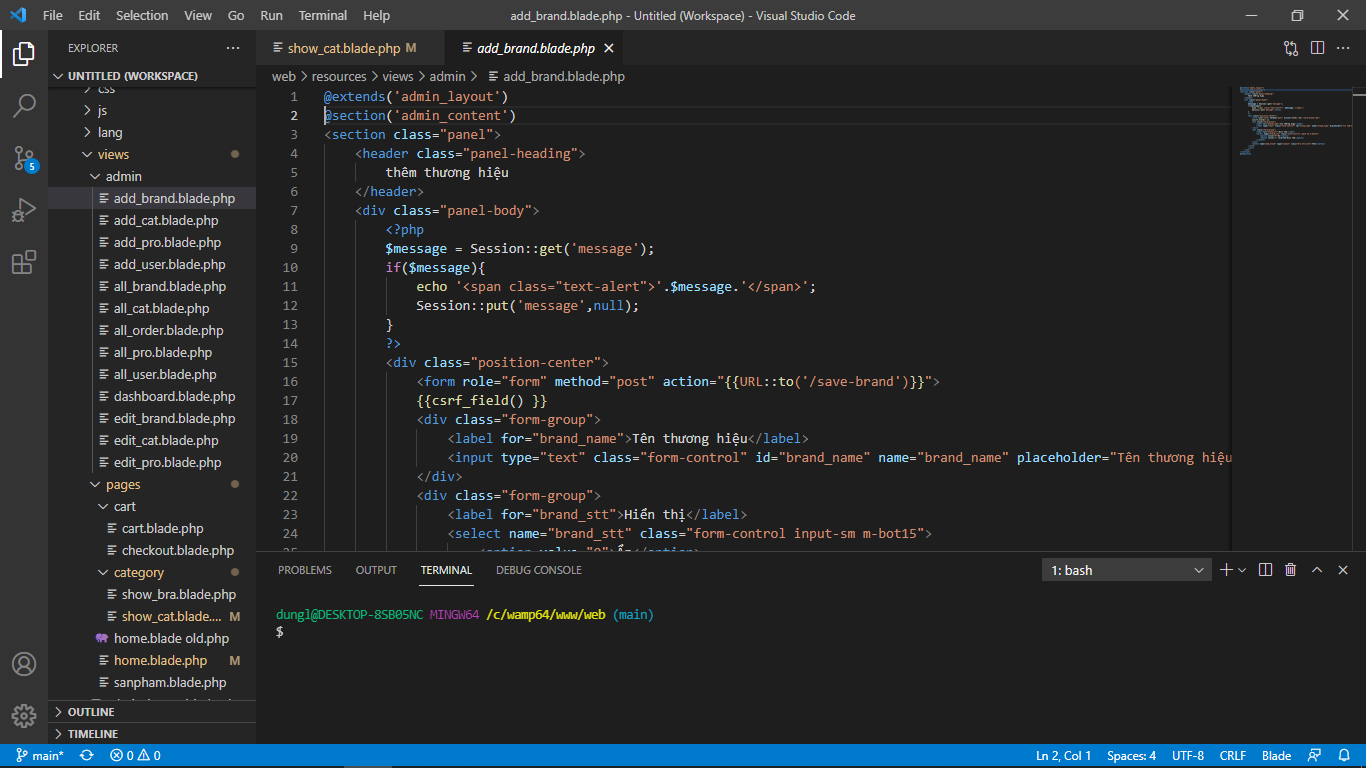 File Edit Selection View Go Run Terminal Help
add_brand.blade.php - Untitled (Workspace) - Visual Studio Code
EXPLORER
UNTITLED (WORKSPACE)
css
js
lang
views
admin
add_brand.blade.php
add_cat.blade.php
add_pro.blade.php
add_user.blade.php
all_brand.blade.php
all_cat.blade.php
all_order.blade.php
all_pro.blade.php
all_user.blade.php
dashboard.blade.php
edit_brand.blade.php
edit_cat.blade.php
edit_pro.blade.php
pages
cart
cart.blade.php
checkout.blade.php
category
show_bra.blade.php
show_cat.blade.... M
home.blade old.php
home.blade.php M
sanpham.blade.php
OUTLINE
TIMELINE
5
show_cat.blade.php M
add_brand.blade.php
web > resources > views > admin > add_brand.blade.php
1 @extends('admin_layout')
2 @section('admin_content')
3 <section class="panel">
4 <header class="panel-heading">
5 thêm thương hiệu
6 </header>
7 <div class="panel-body">
8 <?php
9 $message = Session::get('message');
10 if($message){
11 echo '<span class="text-alert">'.$message.'</span>';
12 Session::put('message',null);
13 }
14 ?>
15 <div class="position-center">
16 <form role="form" method="post" action="{{URL::to('/save-brand')}}">
17 {{csrf_field() }}
18 <div class="form-group">
19 <label for="brand_name">Tên thương hiệu</label>
20 <input type="text" class="form-control" id="brand_name" name="brand_name" placeholder="Tên thương hiệu
21 </div>
22 <div class="form-group">
23 <label for="brand_stt">Hiển thị</label>
24 <select name="brand_stt" class="form-control input-sm m-bot15">
25 <option value="0">Ẩn</option>
PROBLEMS OUTPUT TERMINAL DEBUG CONSOLE
1: bash
dungl@DESKTOP-8SB05NC MINGW64 /c/wamp64/www/web (main)
$
main* 0 0
Ln 2, Col 1 Spaces: 4 UTF-8 CRLF Blade